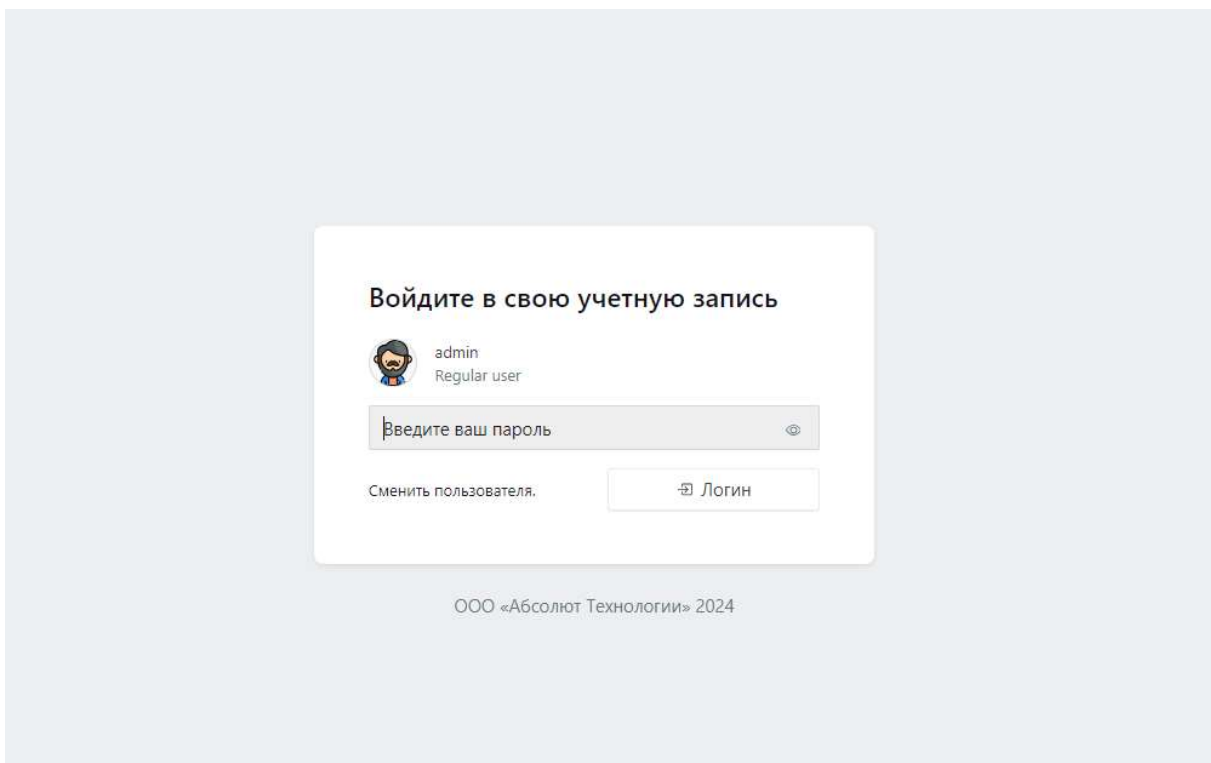 Войдите в свою учетную запись
admin
Regular user
Введите ваш пароль
Сменить пользователя.
Логин
ООО «Абсолют Технологии» 2024